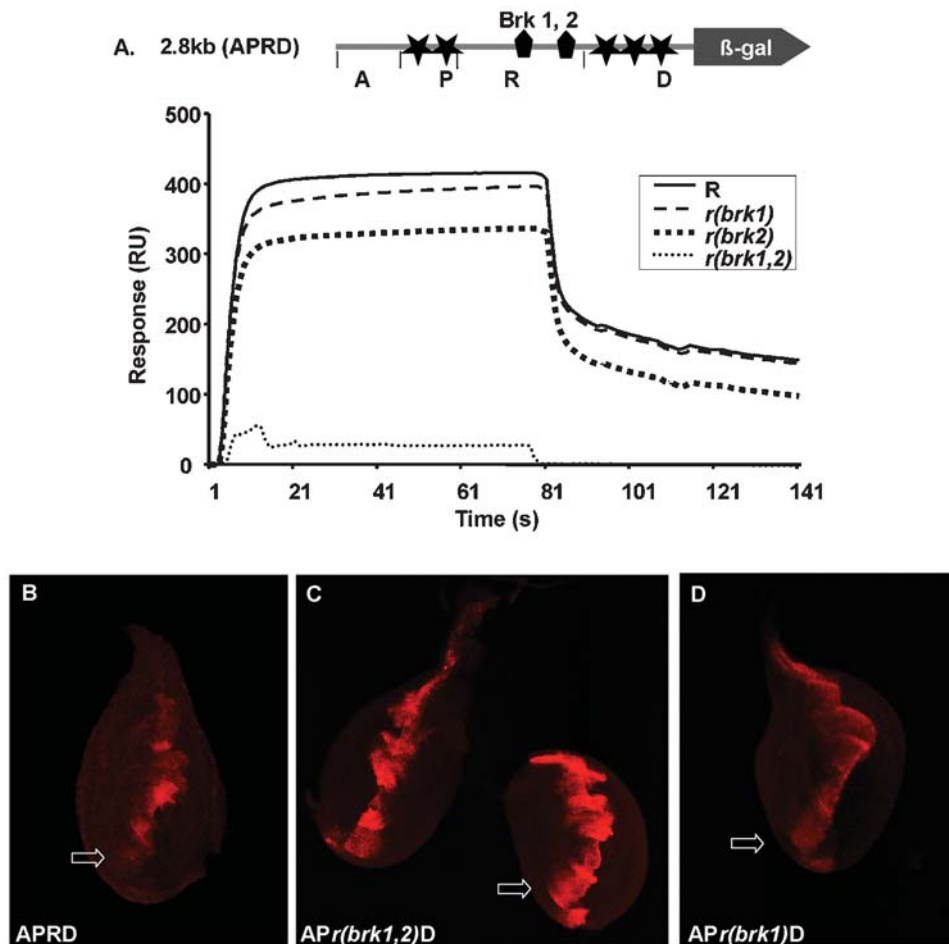 Brk 1, 2
A. 2.8kb (APRD)
ß-gal
A P R D
500
400
300
200
100
0
Response (RU)
R
r(brk1)
r(brk2)
r(brk1,2)
1 21 41 61 81 101 121 141
Time (s)
B
C
D
APRD
APr(brk1,2)D
APr(brk1)D